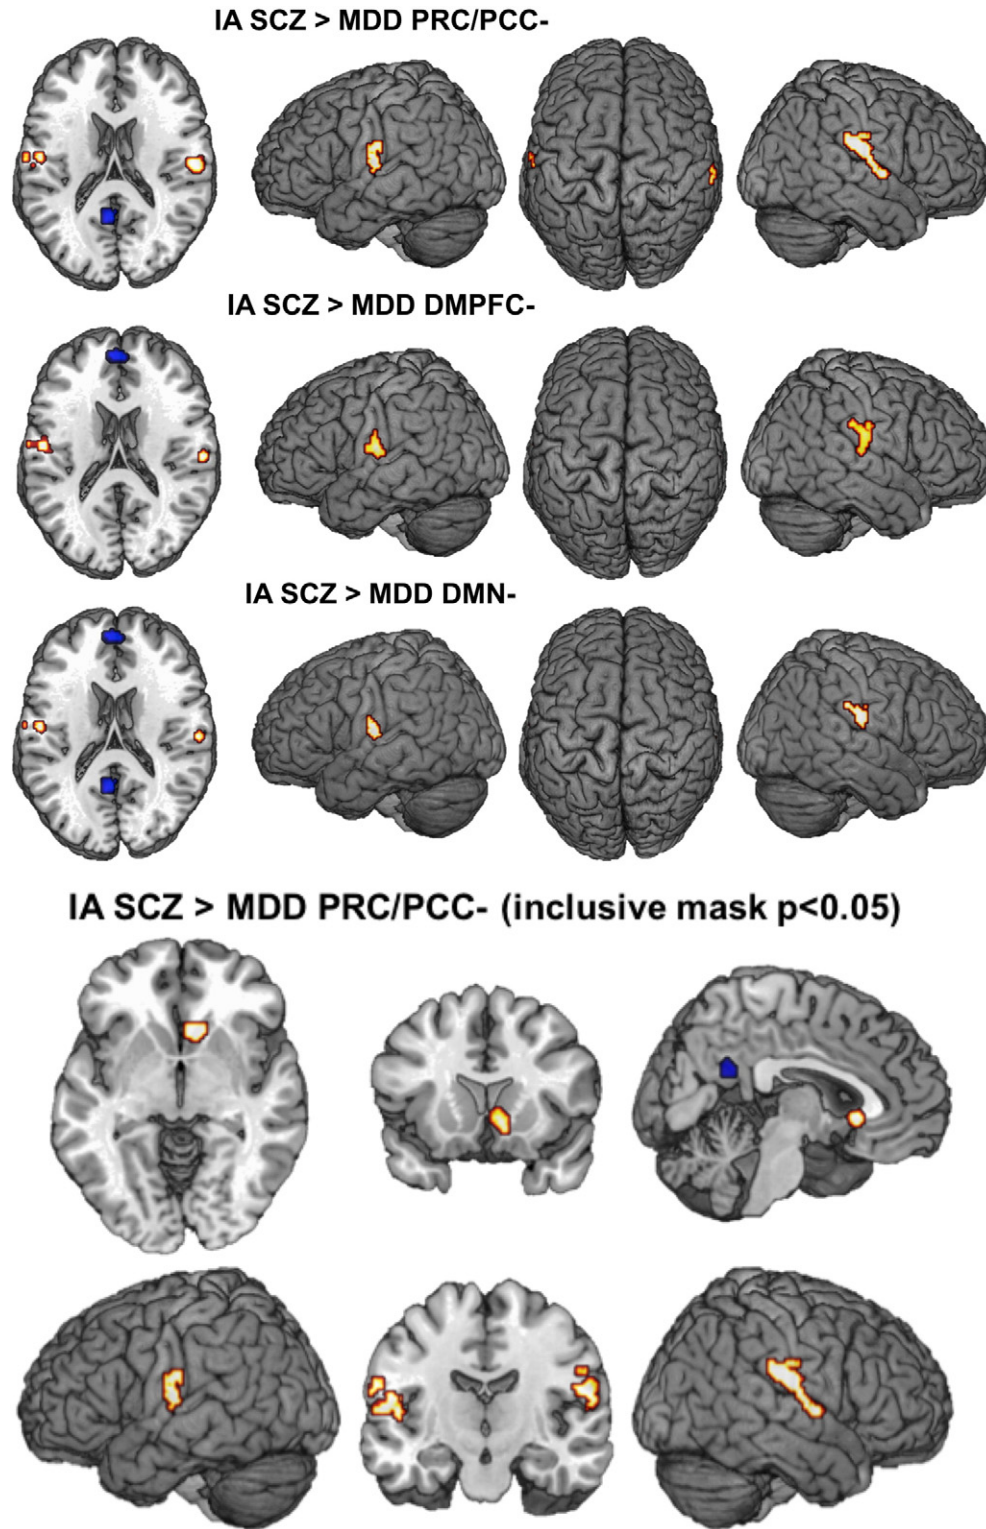 IA SCZ > MDD PRC/PCC-
IA SCZ > MDD DMPFC-
IA SCZ > MDD DMN-
IA SCZ > MDD PRC/PCC- (inclusive mask p<0.05)